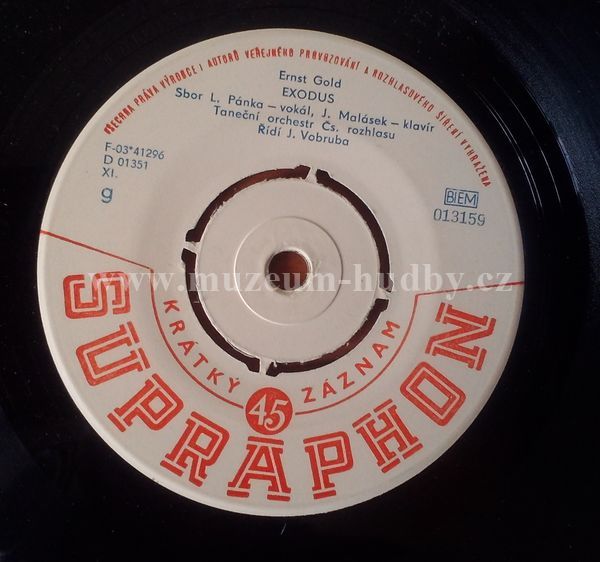 VŠECHNA PRÁVA VÝROBCE I AUTORŮ VEŘEJNÉHO PROVOZOVÁNÍ A ROZHLASOVÉHO ŠÍŘENÍ VYHRAŽENA
Ernst Gold
EXODUS
Sbor L. Pánka – vokál, J. Malásek – klavír
Taneční orchestr Čs. rozhlasu
Řídí J. Vobruba
F-03*41296
D 01351
XI.
g
BIEM
013159
www.muzeum-hudby.cz
KRÁTKÝ 45 ZÁZNAM
SUPRAPHON